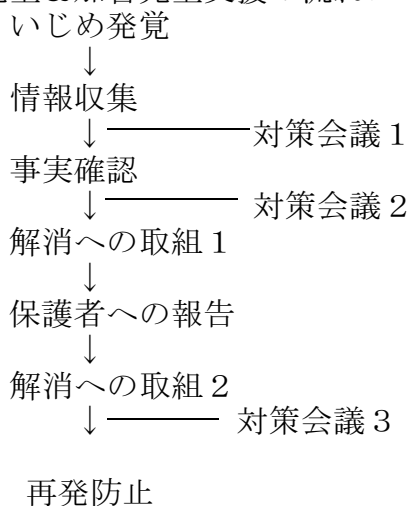 いじめ発覚
↓
情報収集
↓ 対策会議１
事実確認
↓ 対策会議２
解消への取組１
↓
保護者への報告
↓
解消への取組２
↓ 対策会議３
再発防止